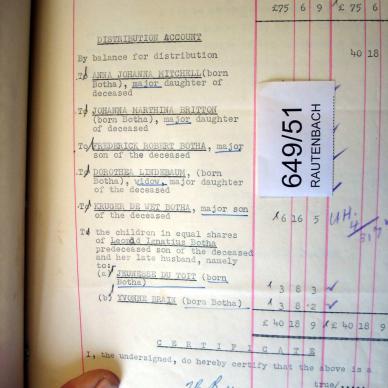 £75 6 9 £ 75 6
DISTRIBUTION ACCOUNT
By balance for distribution 40 18
To ANNA JOHANNA MITCHELL (born
Botha), major daughter of
deceased
To JOHANNA MARTHINA BRITTON
(born Botha), major daughter
of deceased
To FREDERICK ROBERT BOTHA, major
son of the deceased
To DOROTHEA LINDEBAUM, (born
Botha), widow, major daughter
of the deceased
To KRUGER DE WET BOTHA, major son
of the deceased 6 16 5
To the children in equal shares
of Leonid Ignatius Botha
predeceased son of the deceased
and her late husband, namely
to:-
(a) JEUNESSE DU TOIT (born
Botha) 3 8 3
(b) YVONNE BRAIN (born Botha) 3 8 2
£ 40 18 9 £ 40 18 9
CERTIFICATE
I, the undersigned, do hereby certify that the above is a
true/.....
649/51
RAUTENBACH